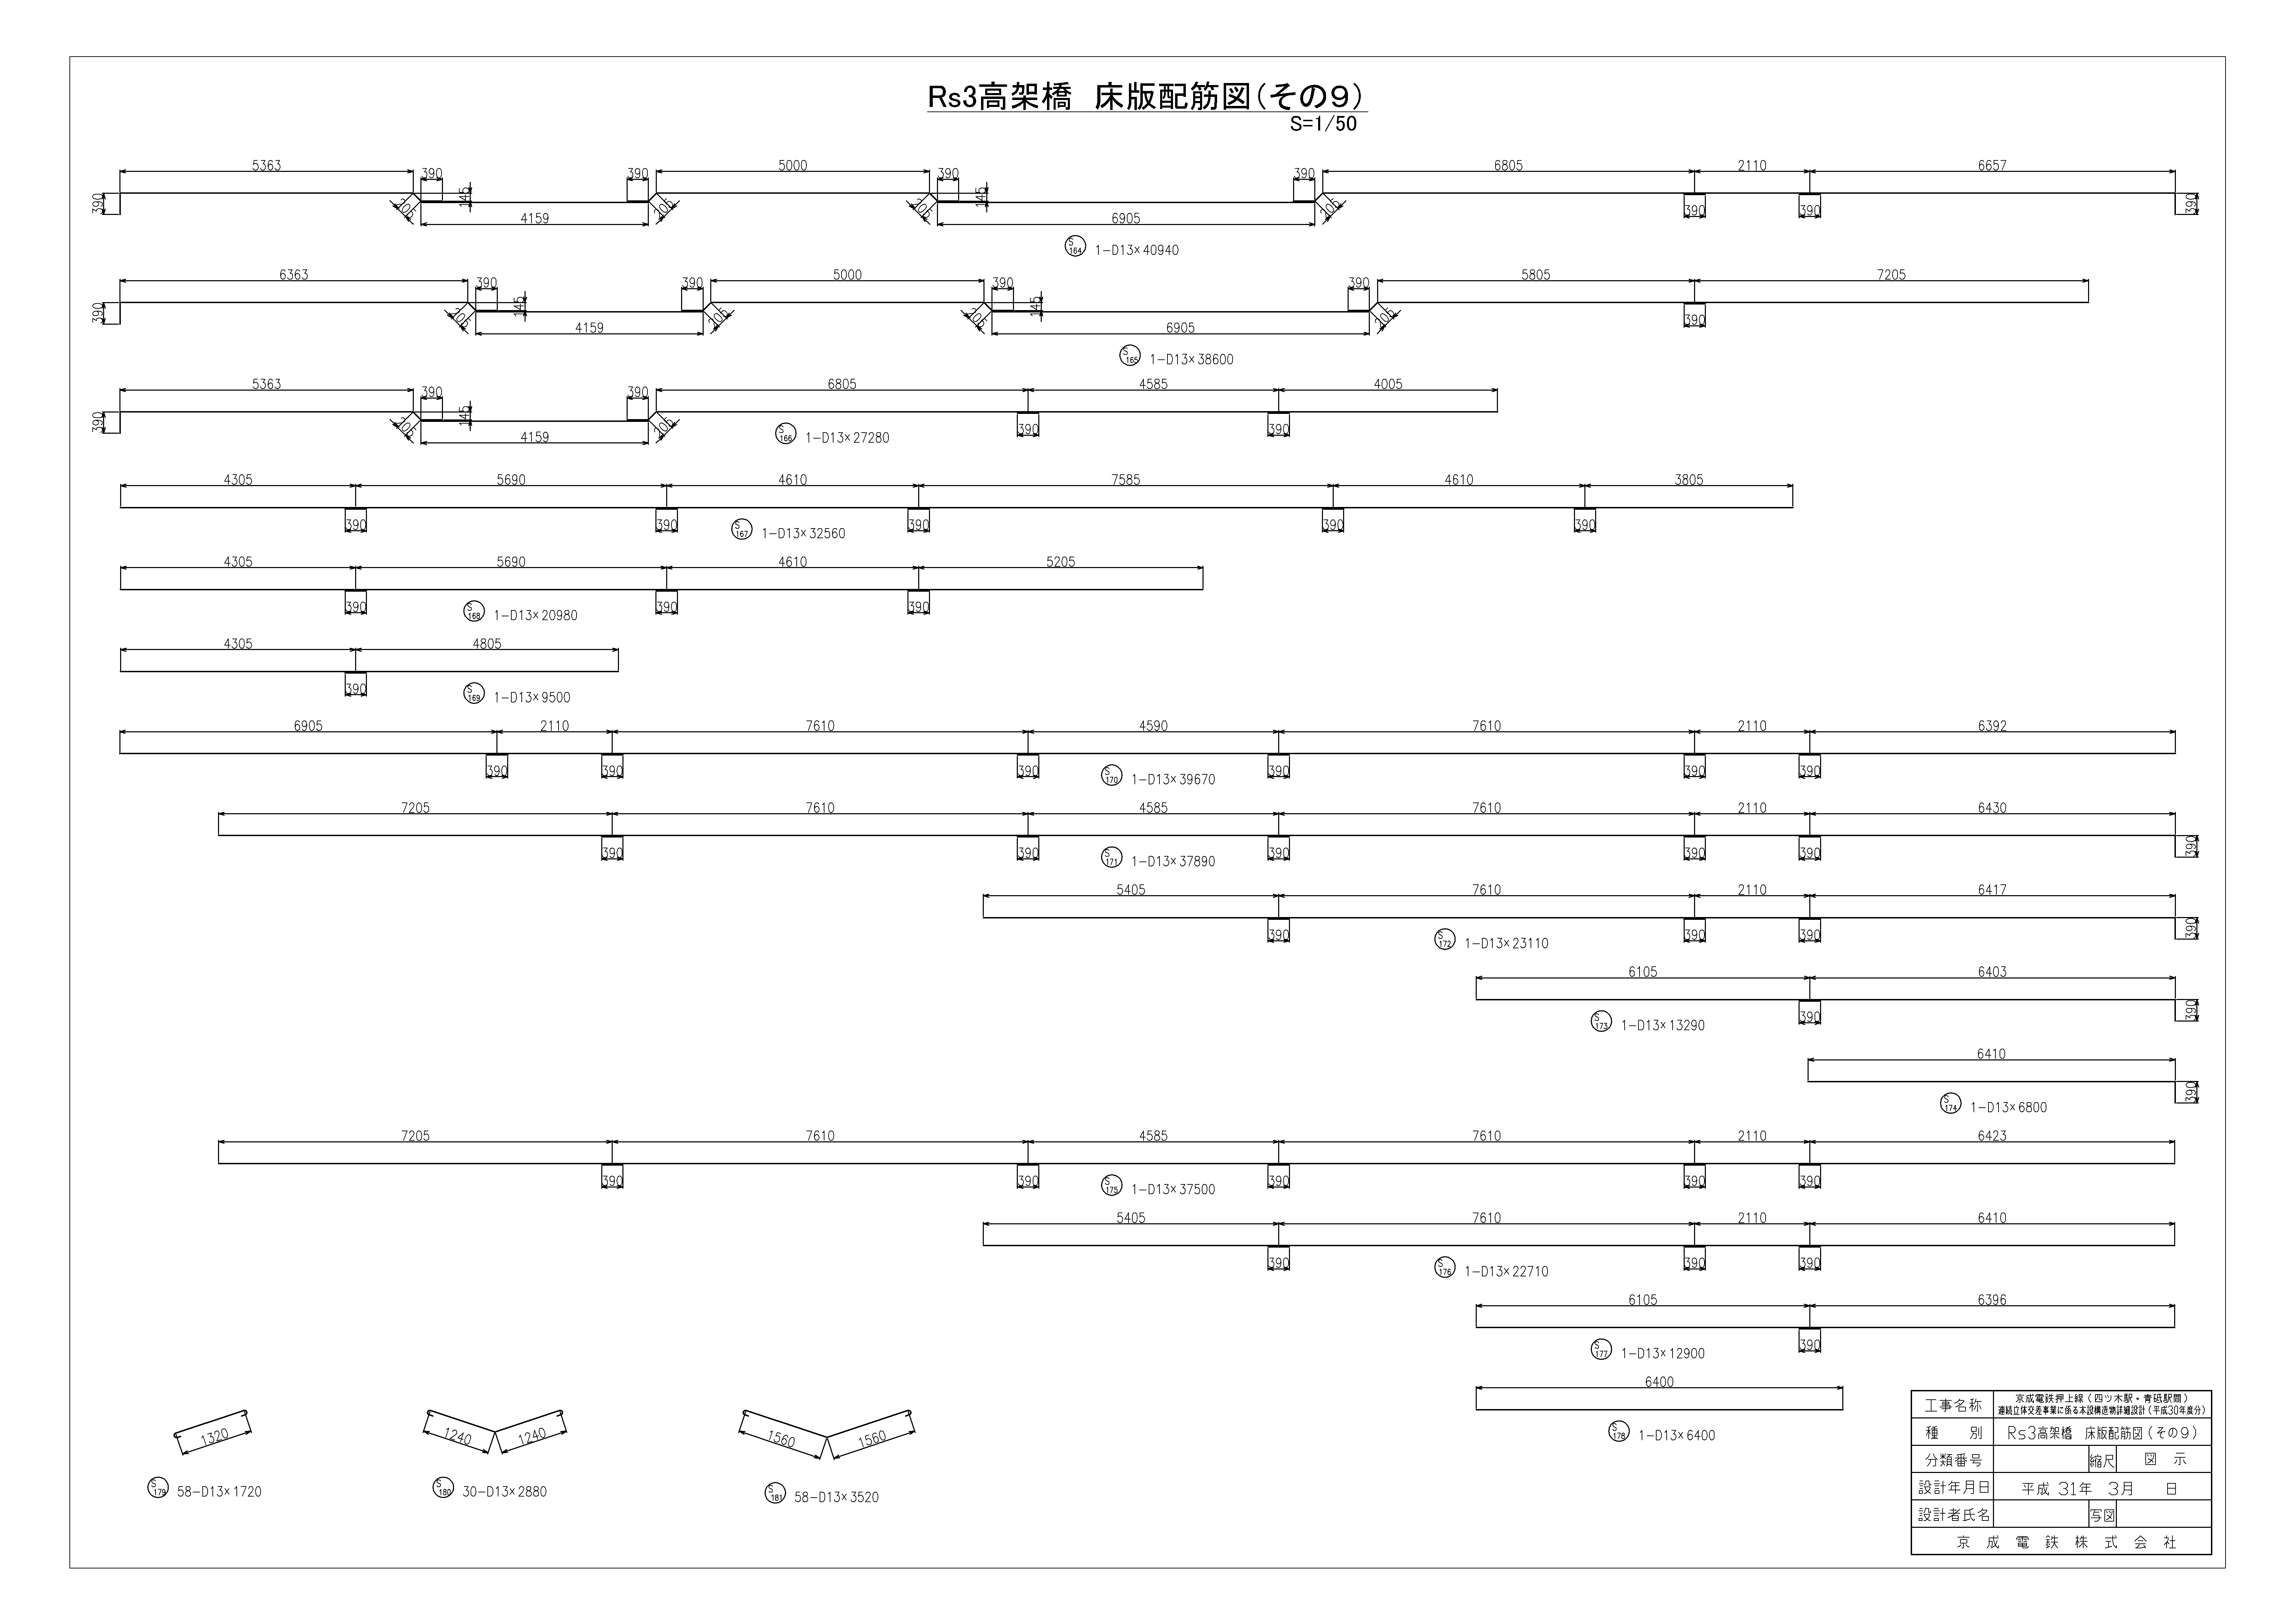 Rs3高架橋　床版配筋図(その9)
S=1/50
5363 5000 6805 2110 6657
390 390 390 390
390 145 145 390
205 205 205 205
4159 6905 390 390
S164 1-D13×40940
6363 5000 5805 7205
390 390 390 390
390 145 145
205 205 205 205
4159 6905 390
S165 1-D13×38600
5363 6805 4585 4005
390 390
390 145
205 205
4159 390 390
S166 1-D13×27280
4305 5690 4610 7585 4610 3805
390 390 390 390 390
S167 1-D13×32560
4305 5690 4610 5205
390 390 390
S168 1-D13×20980
4305 4805
390
S169 1-D13×9500
6905 2110 7610 4590 7610 2110 6392
390 390 390 390 390 390
S170 1-D13×39670
7205 7610 4585 7610 2110 6430
390 390 390 390 390 390
S171 1-D13×37890
5405 7610 2110 6417
390 390 390 390
S172 1-D13×23110
6105 6403
390 390
S173 1-D13×13290
6410
390
S174 1-D13×6800
7205 7610 4585 7610 2110 6423
390 390 390 390 390
S175 1-D13×37500
5405 7610 2110 6410
390 390 390
S176 1-D13×22710
6105 6396
390
S177 1-D13×12900
6400
S178 1-D13×6400
1320
S179 58-D13×1720
1240 1240
S180 30-D13×2880
1560 1560
S181 58-D13×3520
工事名称 京成電鉄押上線（四ツ木駅・青砥駅間）
連続立体交差事業に係る本設構造物詳細設計（平成30年度分）
種　別 Rs3高架橋　床版配筋図（その9）
分類番号 縮尺 図　示
設計年月日 平成 31年　3月　　日
設計者氏名 写図
京成電鉄株式会社